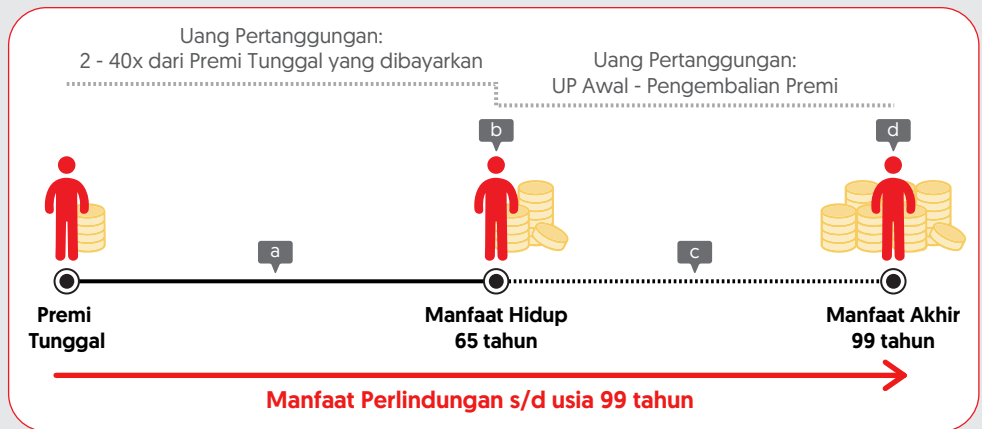 Uang Pertanggungan:
2 - 40x dari Premi Tunggal yang dibayarkan
Uang Pertanggungan:
UP Awal - Pengembalian Premi
b
d
a
c
Premi
Tunggal
Manfaat Hidup
65 tahun
Manfaat Akhir
99 tahun
Manfaat Perlindungan s/d usia 99 tahun